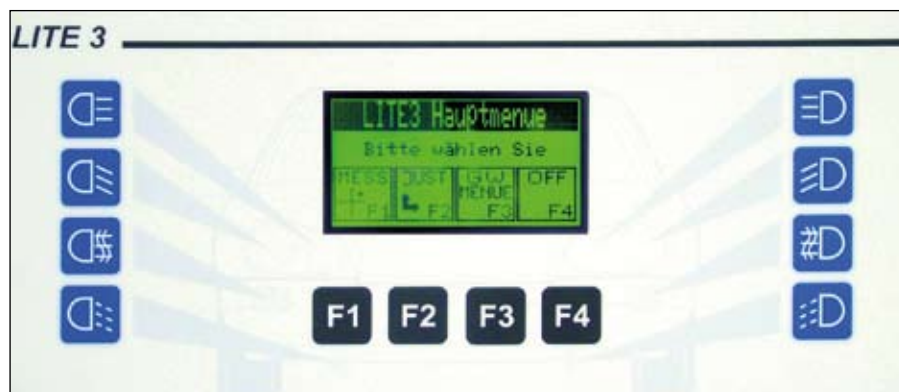 LITE 3
LITE3 Hauptmenue
Bitte wählen Sie
MESS JUST GW OFF
MENUE
F1 F2 F3 F4
F1 F2 F3 F4